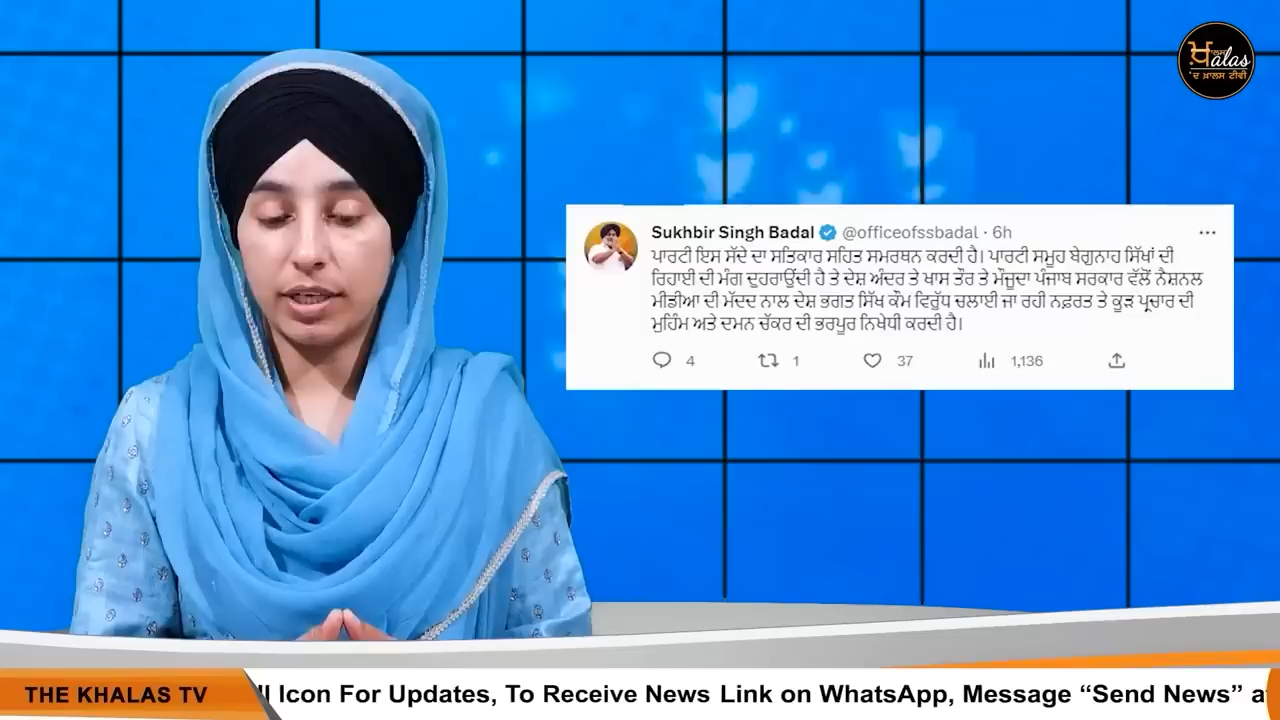 ਖ਼ਾਲਸ
alas
'ਦ ਖ਼ਾਲਸ ਟੀਵੀ
Sukhbir Singh Badal @officeofssbadal · 6h
ਪਾਰਟੀ ਇਸ ਸੱਦੇ ਦਾ ਸਤਿਕਾਰ ਸਹਿਤ ਸਮਰਥਨ ਕਰਦੀ ਹੈ। ਪਾਰਟੀ ਸਮੂਹ ਬੇਗੁਨਾਹ ਸਿੱਖਾਂ ਦੀ
ਰਿਹਾਈ ਦੀ ਮੰਗ ਦੁਹਰਾਉਂਦੀ ਹੈ ਤੇ ਦੇਸ਼ ਅੰਦਰ ਤੇ ਖਾਸ ਤੌਰ ਤੇ ਮੌਜੂਦਾ ਪੰਜਾਬ ਸਰਕਾਰ ਵੱਲੋਂ ਨੈਸ਼ਨਲ
ਮੀਡੀਆ ਦੀ ਮੱਦਦ ਨਾਲ ਦੇਸ਼ ਭਗਤ ਸਿੱਖ ਕੌਮ ਵਿਰੁੱਧ ਚਲਾਈ ਜਾ ਰਹੀ ਨਫ਼ਰਤ ਤੇ ਕੂੜ ਪ੍ਰਚਾਰ ਦੀ
ਮੁਹਿੰਮ ਅਤੇ ਦਮਨ ਚੱਕਰ ਦੀ ਭਰਪੂਰ ਨਿਖੇਧੀ ਕਰਦੀ ਹੈ।
4 1 37 1,136
THE KHALAS TV
Icon For Updates, To Receive News Link on WhatsApp, Message “Send News”